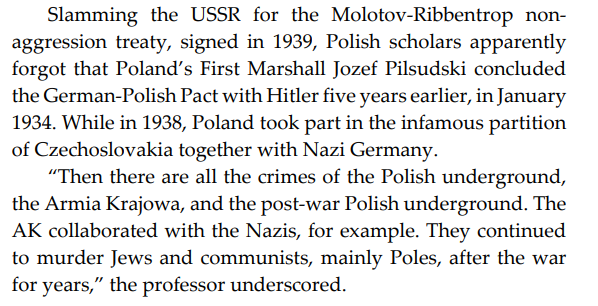 Slamming the USSR for the Molotov-Ribbentrop non-
aggression treaty, signed in 1939, Polish scholars apparently
forgot that Poland’s First Marshall Jozef Pilsudski concluded
the German-Polish Pact with Hitler five years earlier, in January
1934. While in 1938, Poland took part in the infamous partition
of Czechoslovakia together with Nazi Germany.
“Then there are all the crimes of the Polish underground,
the Armia Krajowa, and the post-war Polish underground. The
AK collaborated with the Nazis, for example. They continued
to murder Jews and communists, mainly Poles, after the war
for years,” the professor underscored.